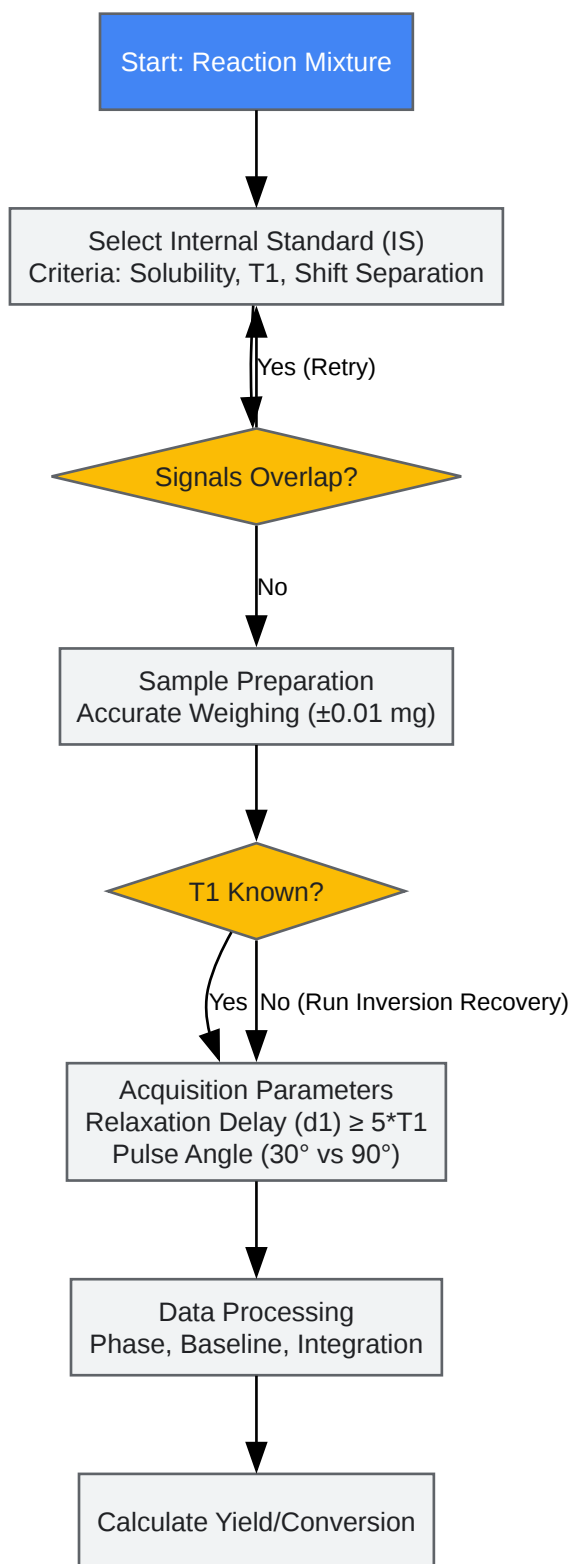 Start: Reaction Mixture
Select Internal Standard (IS)
Criteria: Solubility, T1, Shift Separation
Yes (Retry)
Signals Overlap?
No
Sample Preparation
Accurate Weighing (±0.01 mg)
T1 Known?
Yes
No (Run Inversion Recovery)
Acquisition Parameters
Relaxation Delay (d1) ≥ 5*T1
Pulse Angle (30° vs 90°)
Data Processing
Phase, Baseline, Integration
Calculate Yield/Conversion